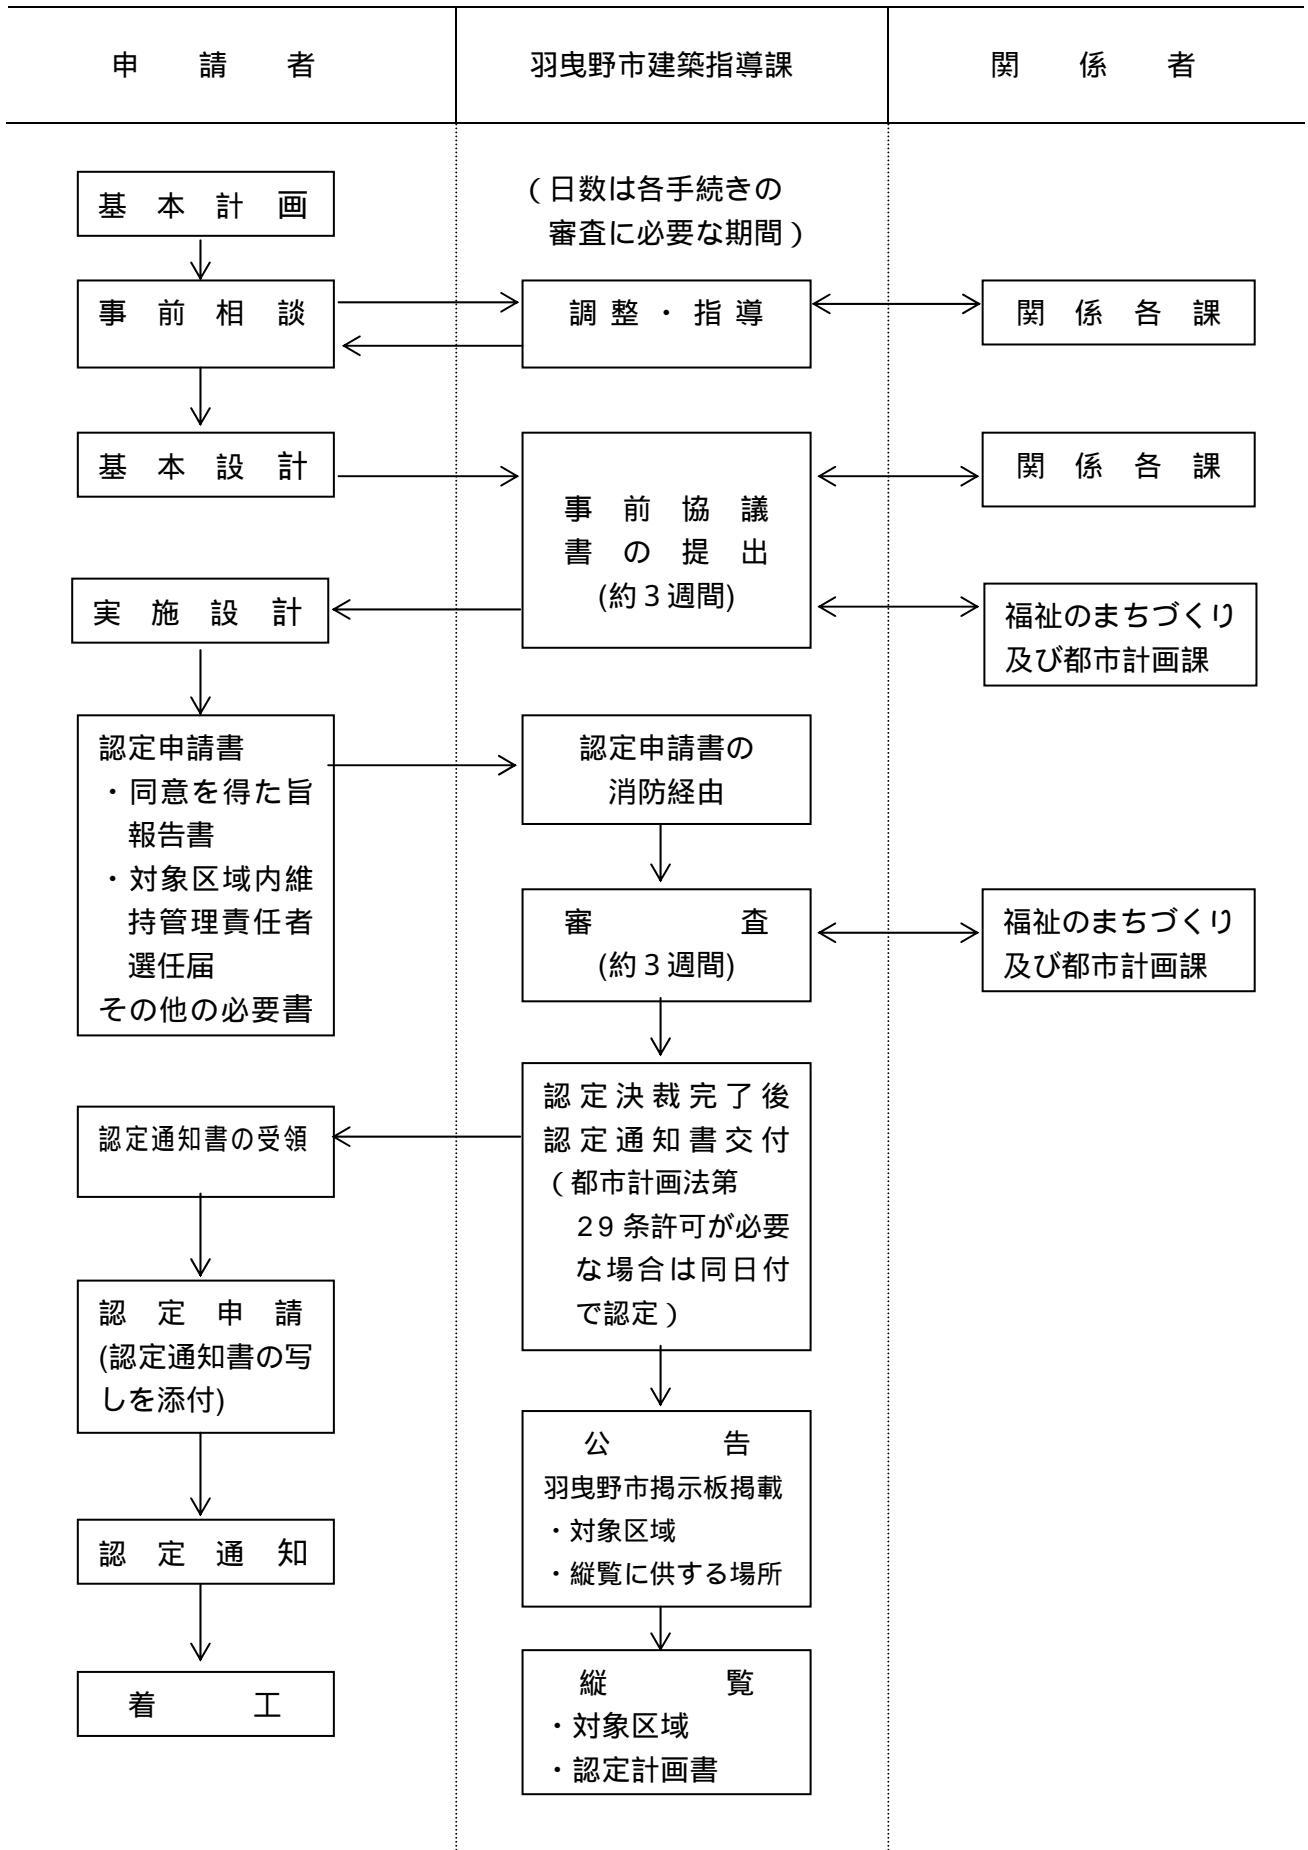 申請者
羽曳野市建築指導課
関係者
基本計画
（日数は各手続きの
審査に必要な期間）
事前相談
調整・指導
関係各課
基本設計
事前協議
書の提出
(約３週間)
関係各課
実施設計
福祉のまちづくり
及び都市計画課
認定申請書
・同意を得た旨
報告書
・対象区域内維
持管理責任者
選任届
その他の必要書
認定申請書の
消防経由
審査
(約３週間)
福祉のまちづくり
及び都市計画課
認定決裁完了後
認定通知書交付
（都市計画法第
29 条許可が必要
な場合は同日付
で認定）
認定通知書の受領
認定申請
(認定通知書の写
しを添付)
公告
羽曳野市掲示板掲載
・対象区域
・縦覧に供する場所
認定通知
縦覧
・対象区域
・認定計画書
着工